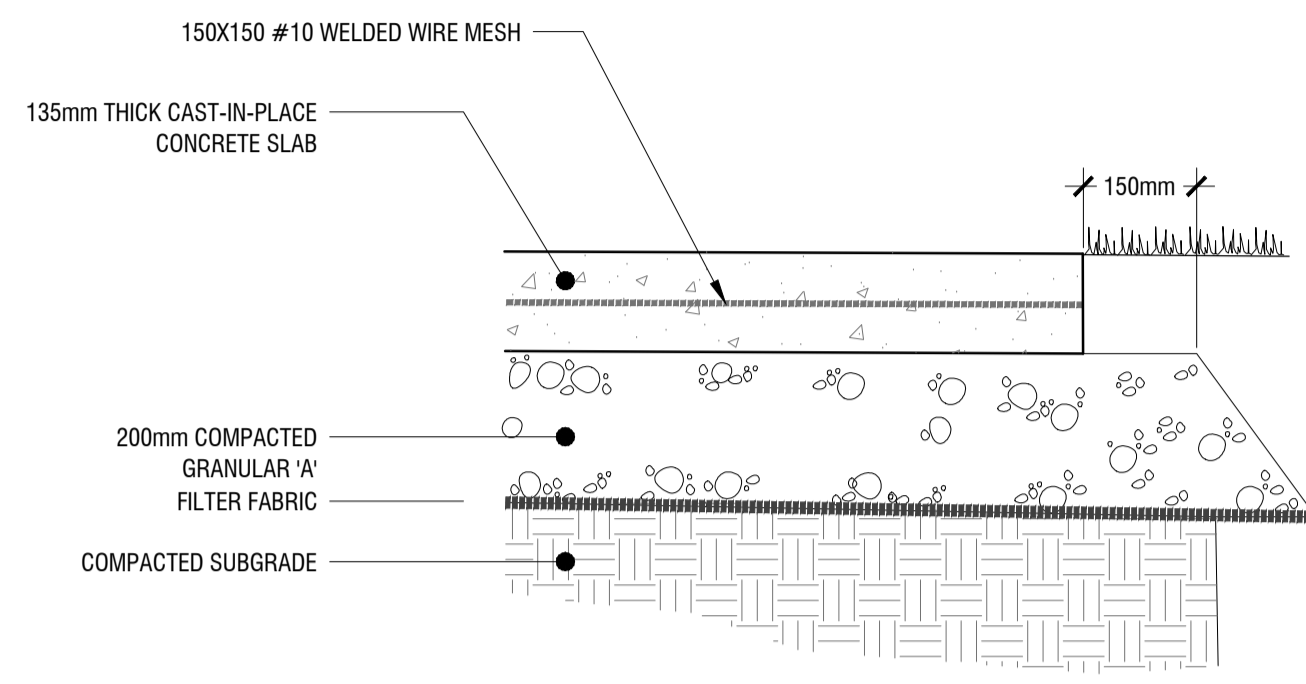 150X150 #10 WELDED WIRE MESH
135mm THICK CAST-IN-PLACE
CONCRETE SLAB
150mm
200mm COMPACTED
GRANULAR 'A'
FILTER FABRIC
COMPACTED SUBGRADE